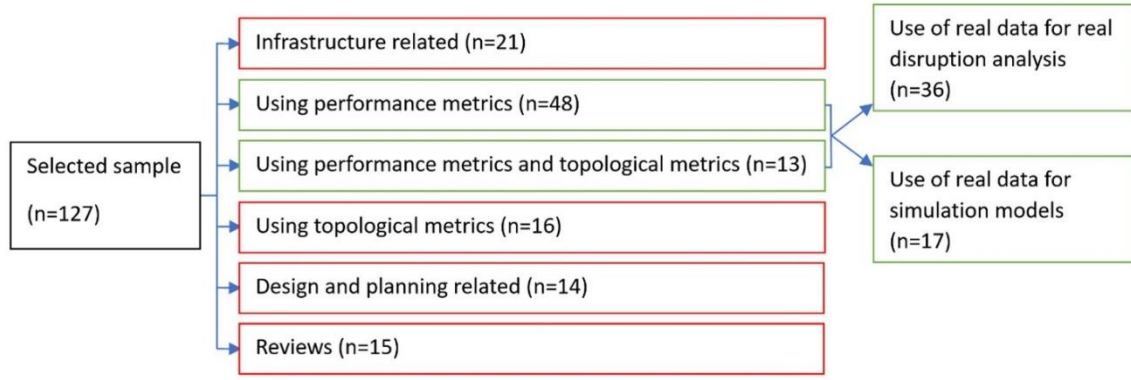 Selected sample
(n=127)
Infrastructure related (n=21)
Using performance metrics (n=48)
Using performance metrics and topological metrics (n=13)
Using topological metrics (n=16)
Design and planning related (n=14)
Reviews (n=15)
Use of real data for real
disruption analysis
(n=36)
Use of real data for
simulation models
(n=17)